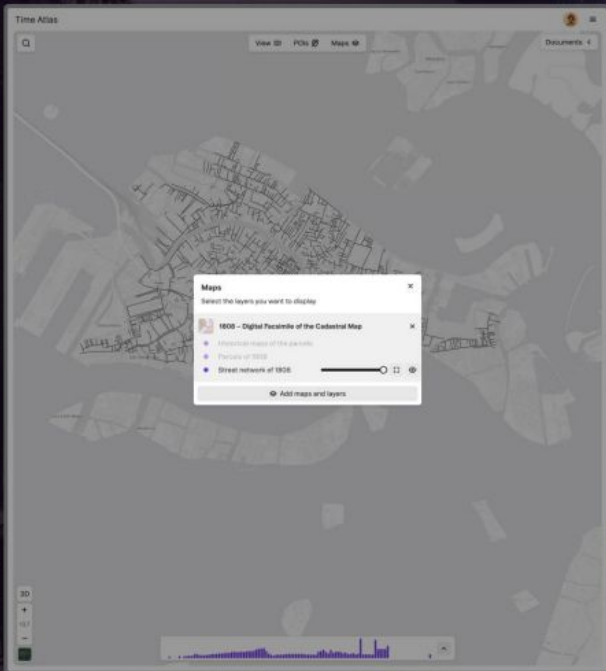 Time Atlas
View
POIs
Maps
Documents
Maps
Select the layers you want to display
1808 – Digital Facsimile of the Cadastral Map
Historical maps of the parcels
Parcels of 1808
Street network of 1808
Add maps and layers
3D
+
−